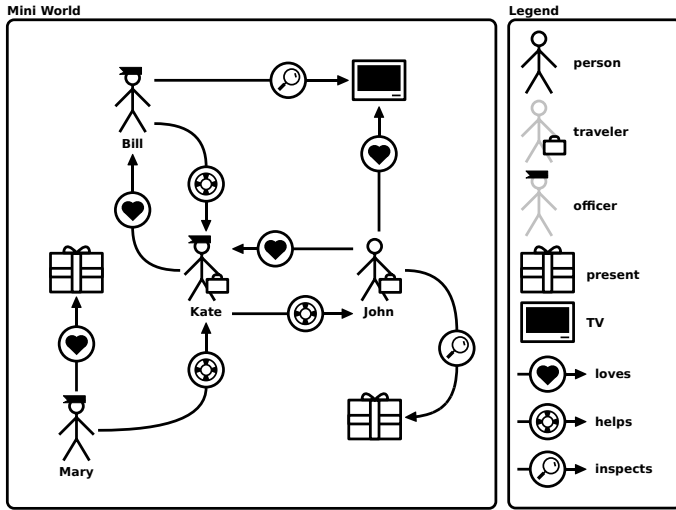 Mini World
Bill
Kate
John
Mary
Legend
person
traveler
officer
present
TV
loves
helps
inspects